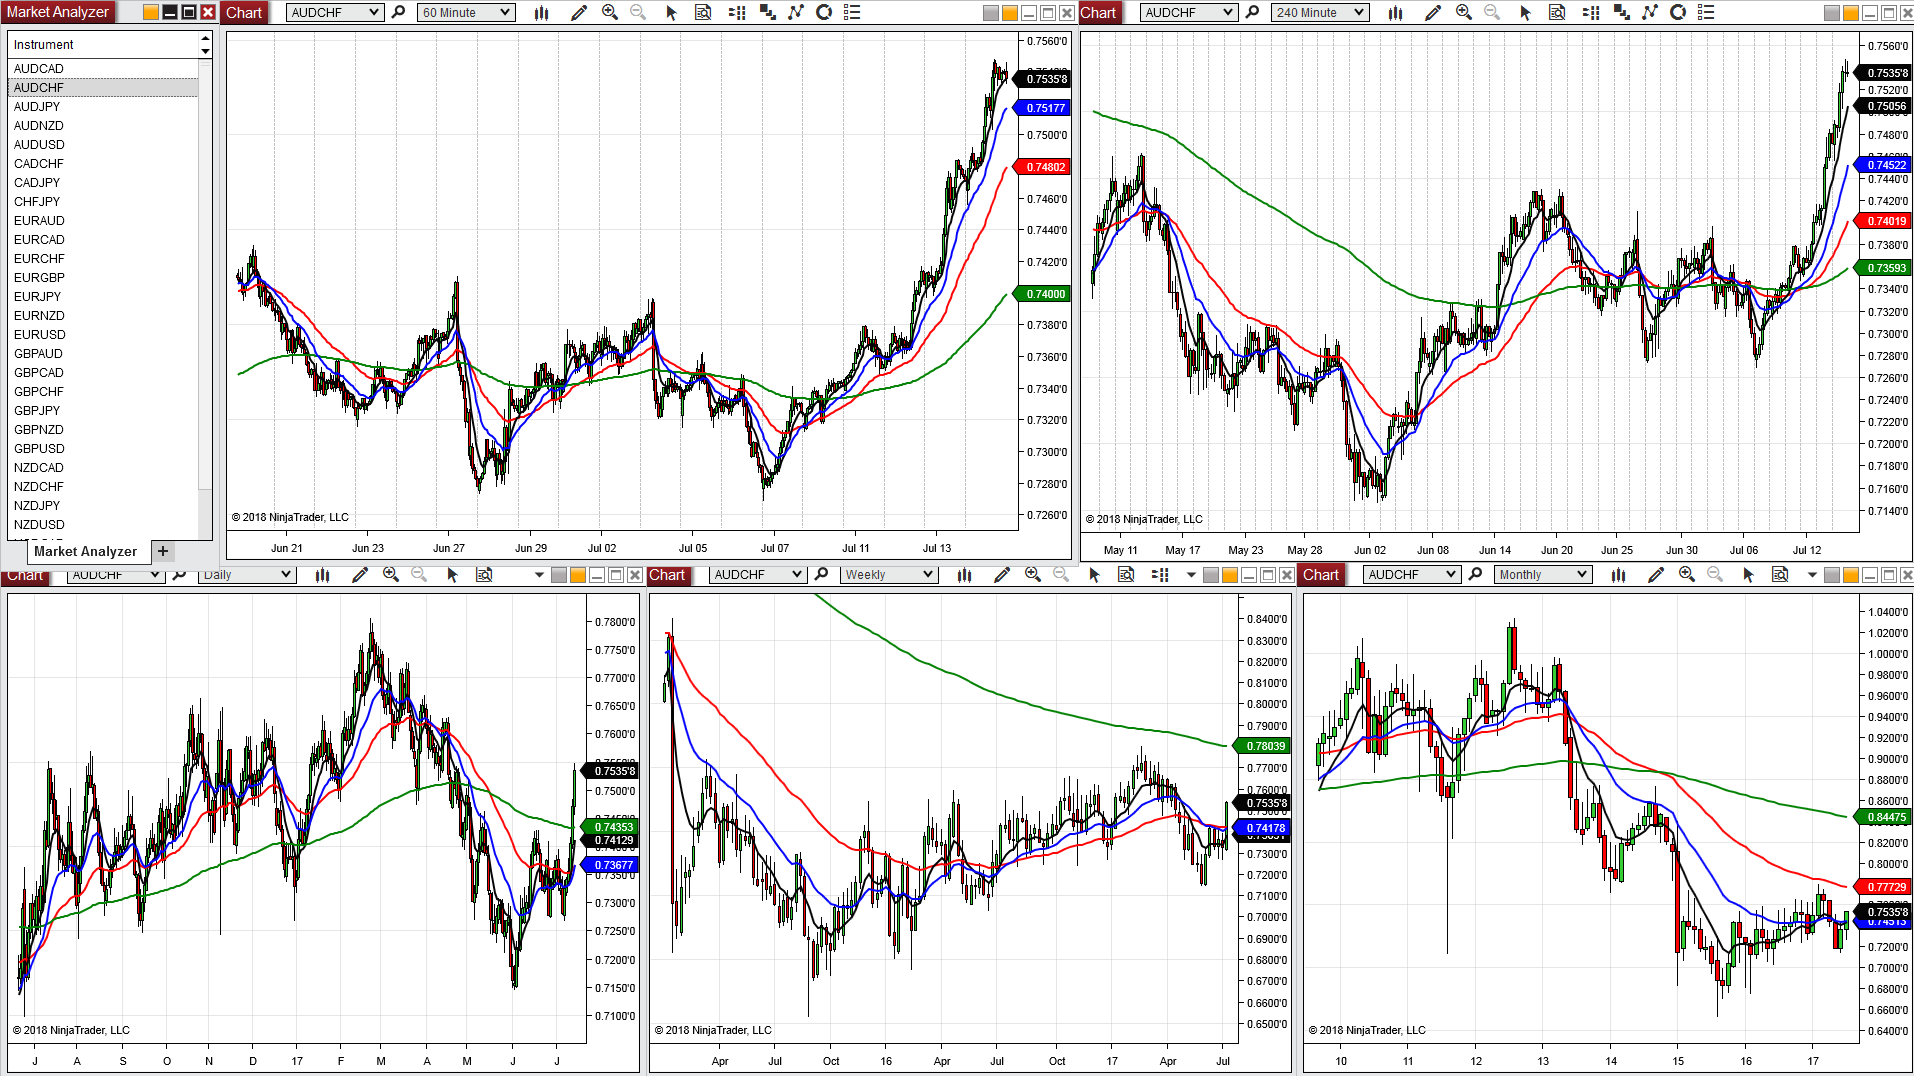 Market Analyzer
Instrument
AUDCAD
AUDCHF
AUDJPY
AUDNZD
AUDUSD
CADCHF
CADJPY
CHFJPY
EURAUD
EURCAD
EURCHF
EURGBP
EURJPY
EURNZD
EURUSD
GBPAUD
GBPCAD
GBPCHF
GBPJPY
GBPNZD
GBPUSD
NZDCAD
NZDCHF
NZDJPY
NZDUSD
Market Analyzer +
Chart AUDCHF 60 Minute
0.7560'0
0.7535'8
0.75177
0.7500'0
0.74802
0.7460'0
0.7440'0
0.7420'0
0.74000
0.7380'0
0.7360'0
0.7340'0
0.7320'0
0.7300'0
0.7280'0
0.7260'0
© 2018 NinjaTrader, LLC
Jun 21 Jun 23 Jun 27 Jun 29 Jul 02 Jul 05 Jul 07 Jul 11 Jul 13
Chart AUDCHF 240 Minute
0.7560'0
0.7535'8
0.7520'0
0.75056
0.7480'0
0.74522
0.7440'0
0.7420'0
0.74019
0.7380'0
0.73593
0.7340'0
0.7320'0
0.7300'0
0.7280'0
0.7260'0
0.7240'0
0.7220'0
0.7200'0
0.7180'0
0.7160'0
0.7140'0
© 2018 NinjaTrader, LLC
May 11 May 17 May 23 May 28 Jun 02 Jun 08 Jun 14 Jun 20 Jun 25 Jun 30 Jul 06 Jul 12
Chart AUDCHF Daily
0.7800'0
0.7750'0
0.7700'0
0.7650'0
0.7600'0
0.7535'8
0.7500'0
0.74353
0.74129
0.73677
0.7350'0
0.7300'0
0.7250'0
0.7200'0
0.7150'0
0.7100'0
© 2018 NinjaTrader, LLC
J A S O N D 17 F M A M J J
Chart AUDCHF Weekly
0.8400'0
0.8300'0
0.8200'0
0.8100'0
0.8000'0
0.7900'0
0.78039
0.7700'0
0.7600'0
0.7535'8
0.74178
0.7300'0
0.7200'0
0.7100'0
0.7000'0
0.6900'0
0.6800'0
0.6700'0
0.6600'0
0.6500'0
© 2018 NinjaTrader, LLC
Apr Jul Oct 16 Apr Jul Oct 17 Apr Jul
Chart AUDCHF Monthly
1.0400'0
1.0200'0
1.0000'0
0.9800'0
0.9600'0
0.9400'0
0.9200'0
0.9000'0
0.8800'0
0.8600'0
0.84475
0.8200'0
0.8000'0
0.77729
0.7535'8
0.7200'0
0.7000'0
0.6800'0
0.6600'0
0.6400'0
© 2018 NinjaTrader, LLC
10 11 12 13 14 15 16 17